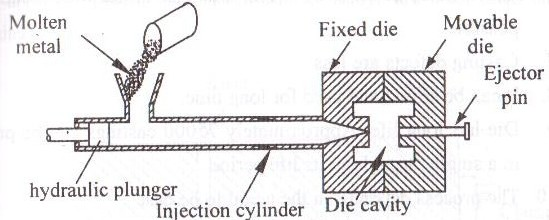 Molten
metal
Fixed die
Movable
die
Ejector
pin
hydraulic plunger
Injection cylinder
Die cavity